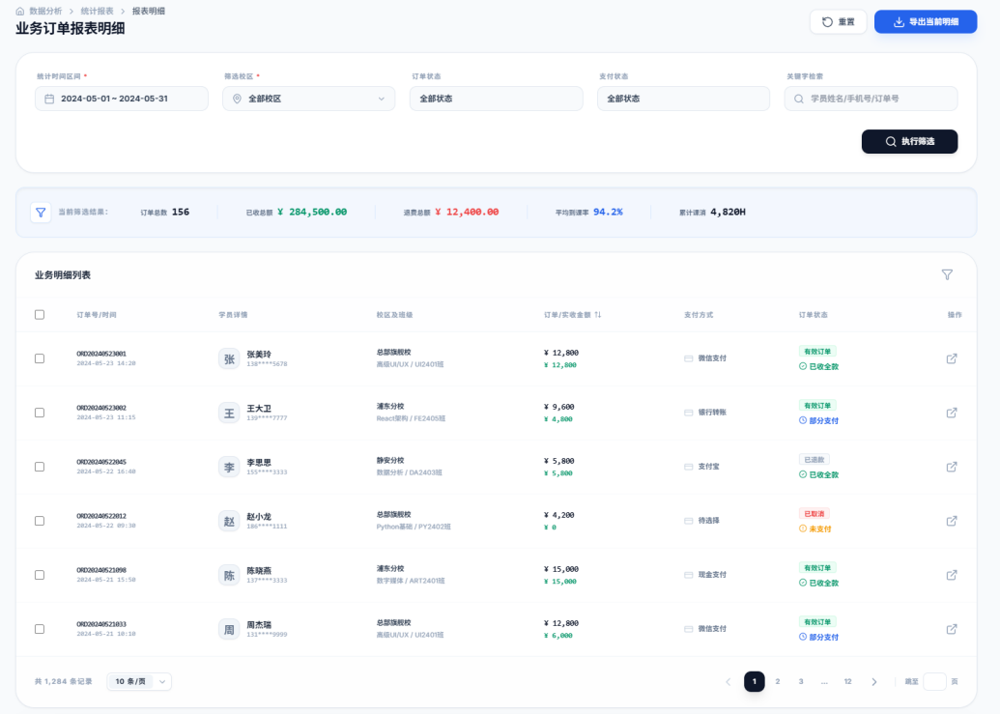 数据分析 > 统计报表 > 报表明细
业务订单报表明细
重置
导出当前明细
统计时间区间 *
筛选校区 *
订单状态
支付状态
关键字检索
2024-05-01 ~ 2024-05-31
全部校区
全部状态
全部状态
学员姓名/手机号/订单号
执行筛选
当前筛选结果:
订单总数 156
已收总额 ¥ 284,500.00
退费总额 ¥ 12,400.00
平均到课率 94.2%
累计课消 4,820H
业务明细列表
订单号/时间
学员详情
校区及班级
订单/实收金额 ↑↓
支付方式
订单状态
操作
ORD20240523001
2024-05-23 14:20
张
张美玲
138****5678
总部旗舰校
高级UI/UX / UI2401班
¥ 12,800
¥ 12,800
微信支付
有效订单
已收全款
ORD20240523002
2024-05-23 11:15
王
王大卫
139****7777
浦东分校
React架构 / FE2405班
¥ 9,600
¥ 4,800
银行转账
有效订单
部分支付
ORD20240522045
2024-05-22 16:40
李
李思思
155****3333
静安分校
数据分析 / DA2403班
¥ 5,800
¥ 5,800
支付宝
已退款
已收全款
ORD20240522012
2024-05-22 09:30
赵
赵小龙
186****1111
总部旗舰校
Python基础 / PY2402班
¥ 4,200
¥ 0
待选择
已取消
未支付
ORD20240521098
2024-05-21 15:50
陈
陈晓燕
137****3333
浦东分校
数字媒体 / ART2401班
¥ 15,000
¥ 15,000
现金支付
有效订单
已收全款
ORD20240521033
2024-05-21 10:10
周
周杰瑞
131****9999
总部旗舰校
高级UI/UX / UI2401班
¥ 12,800
¥ 6,000
微信支付
有效订单
部分支付
共 1,284 条记录
10 条/页
1
2
3
...
12
跳至
页